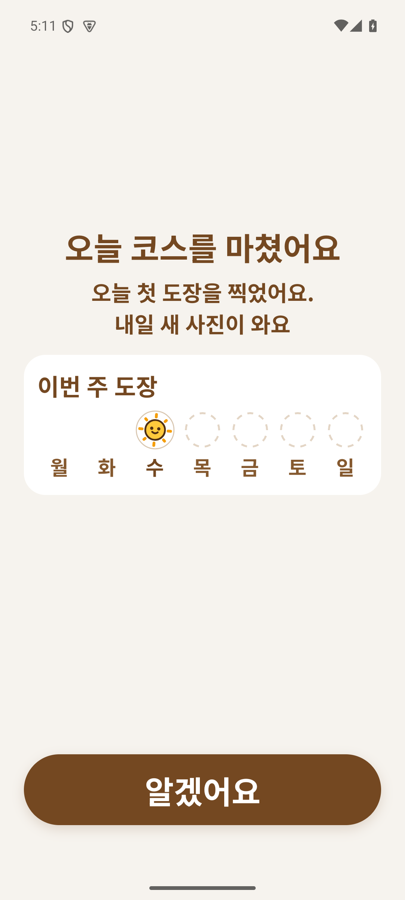 5:11
오늘 코스를 마쳤어요
오늘 첫 도장을 찍었어요.
내일 새 사진이 와요
이번 주 도장
월 화 수 목 금 토 일
알겠어요